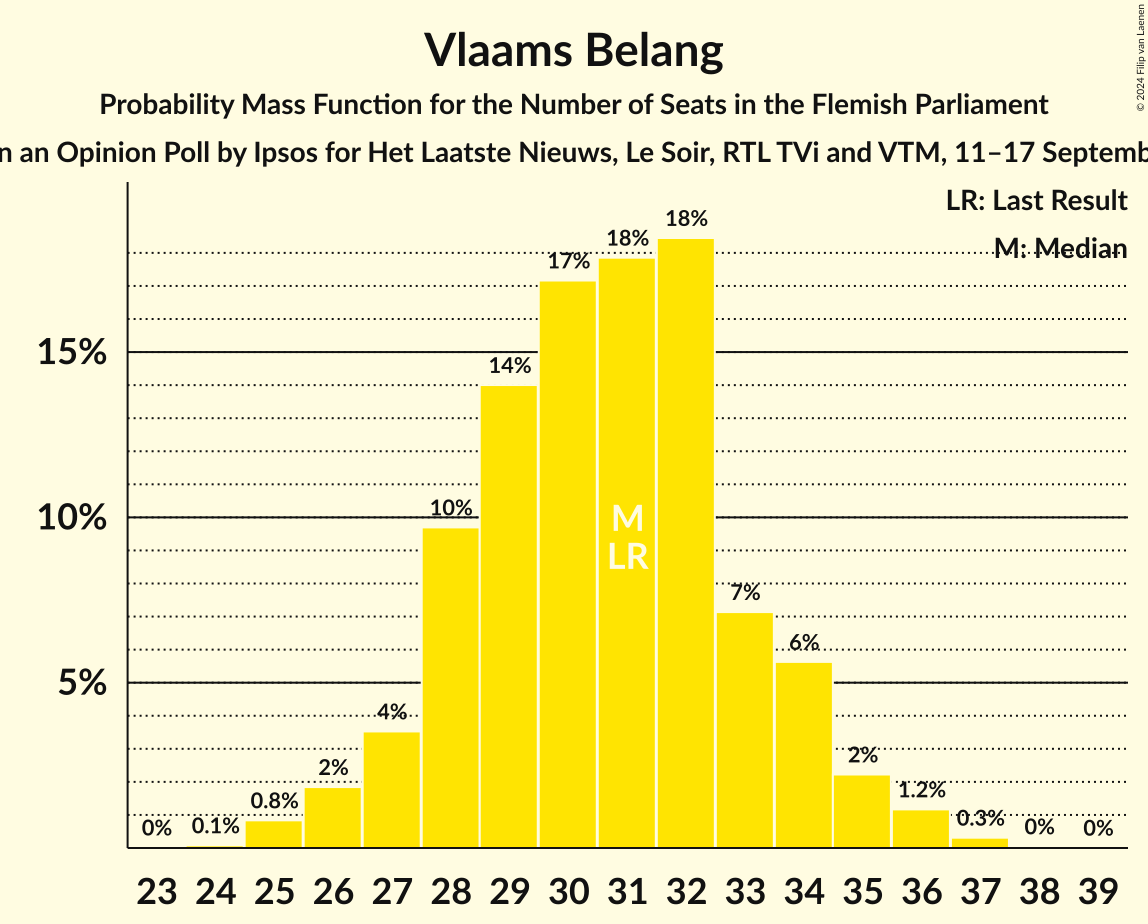 Vlaams Belang
Probability Mass Function for the Number of Seats in the Flemish Parliament
an Opinion Poll by Ipsos for Het Laatste Nieuws, Le Soir, RTL TVi and VTM, 11–17
© 2024 Filip van Laenen
LR: Last Result
M: Median
15%
10%
5%
0%
0.1%
0.8%
2%
4%
10%
14%
17%
18%
18%
7%
6%
2%
1.2%
0.3%
0%
0%
M
LR
23 24 25 26 27 28 29 30 31 32 33 34 35 36 37 38 39